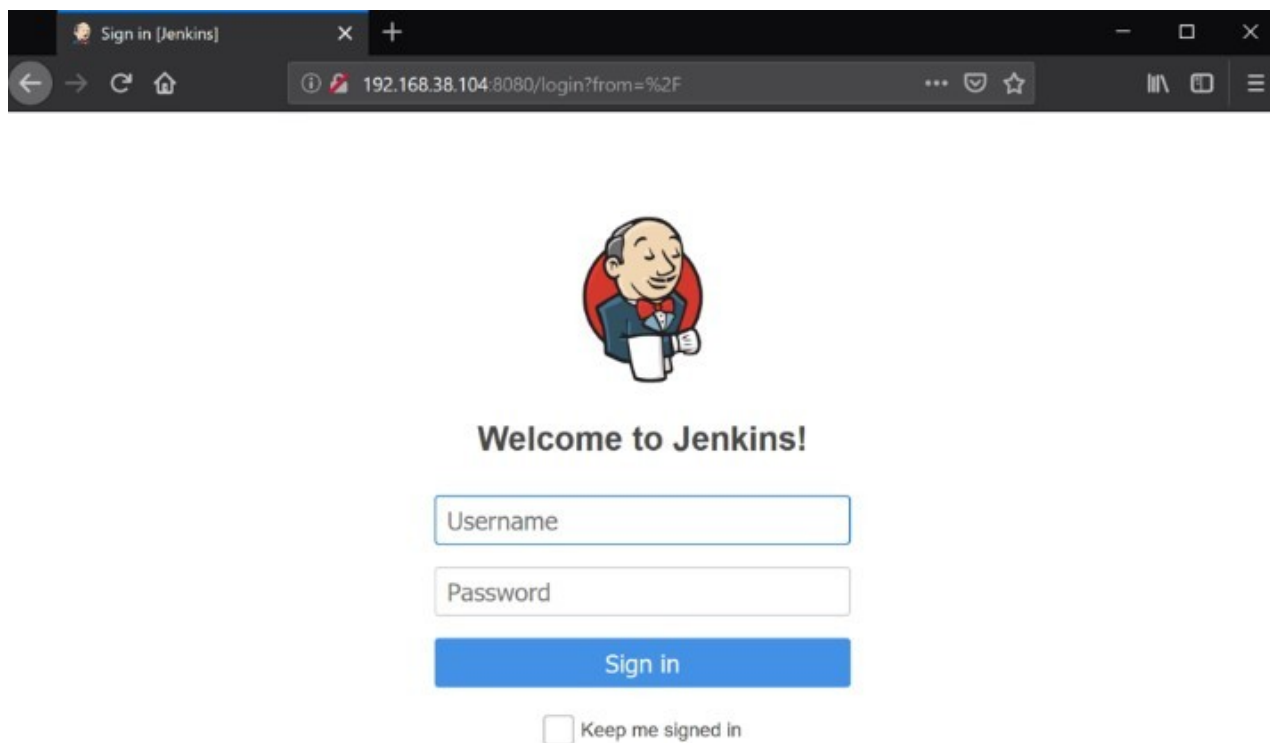 Sign in [Jenkins]
192.168.38.104:8080/login?from=%2F
Welcome to Jenkins!
Username
Password
Sign in
Keep me signed in